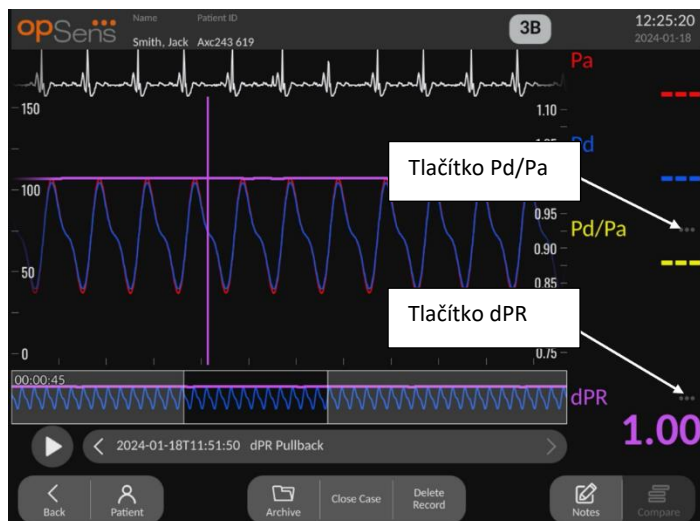 opSens
Name
Patient ID
Smith, Jack
Axc243 619
3B
12:25:20
2024-01-18
Pa
150
1.10
Pd
Tlačítko Pd/Pa
100
0.95
Pd/Pa
0.90
50
0.85
Tlačítko dPR
0
0.75
00:00:45
dPR
1.00
2024-01-18T11:51:50 dPR Pullback
Back
Patient
Archive
Close Case
Delete
Record
Notes
Compare